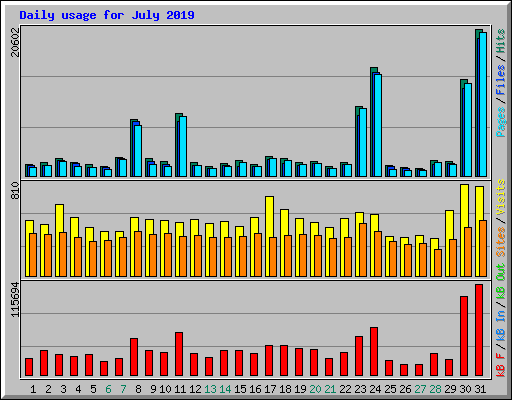 Daily usage for July 2019
20602
Pages/Files/Hits
810
Sites/Visits
115694
kB F/kB In/kB Out
1 2 3 4 5 6 7 8 9 10 11 12 13 14 15 16 17 18 19 20 21 22 23 24 25 26 27 28 29 30 31